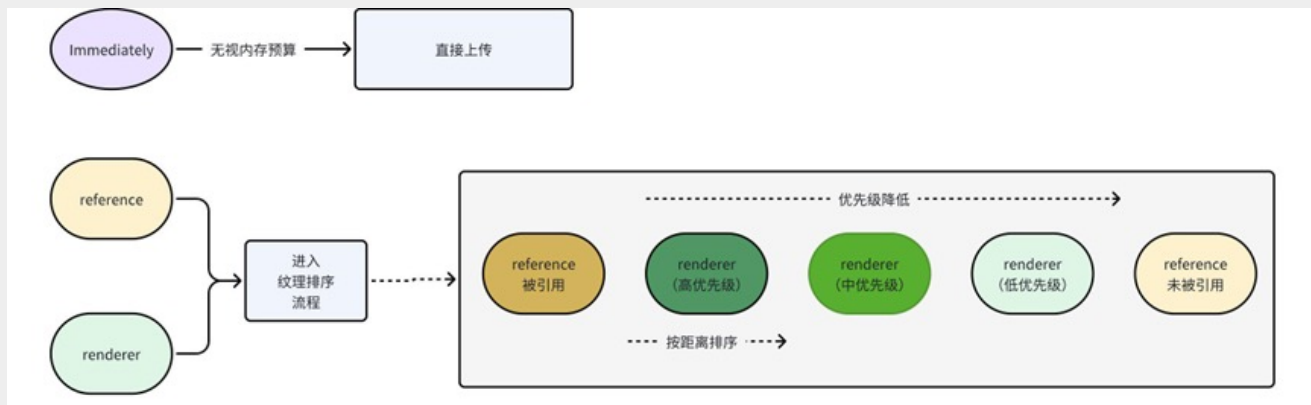 Immediately
无视内存预算
直接上传
reference
renderer
进入
纹理排序
流程
优先级降低
reference
被引用
renderer
（高优先级）
renderer
（中优先级）
renderer
（低优先级）
reference
未被引用
按距离排序